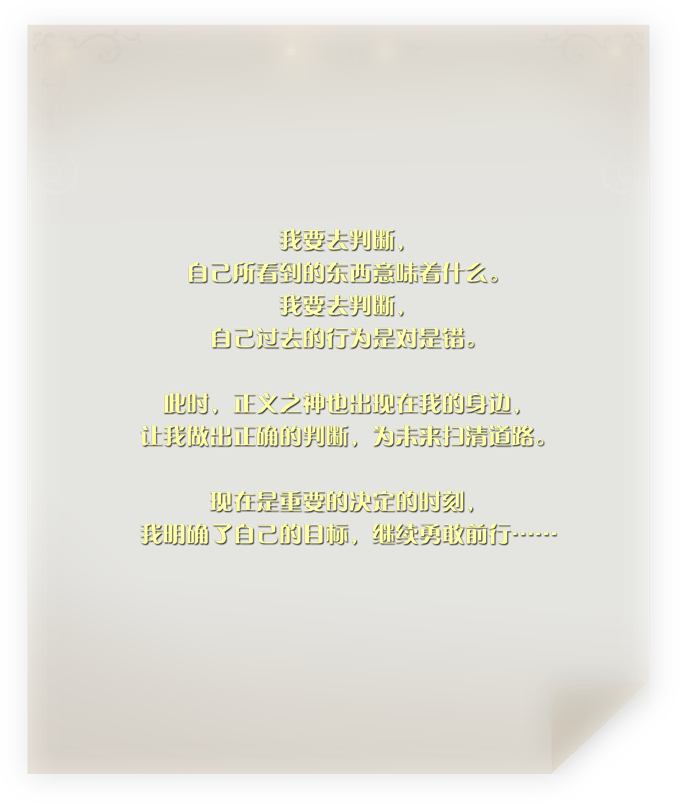 我要去判断，
自己所看到的东西意味着什么。
我要去判断，
自己过去的行为是对是错。
此时，正义之神也出现在我的身边，
让我做出正确的判断，为未来扫清道路。
现在是重要的决定的时刻，
我明确了自己的目标，继续勇敢前行……